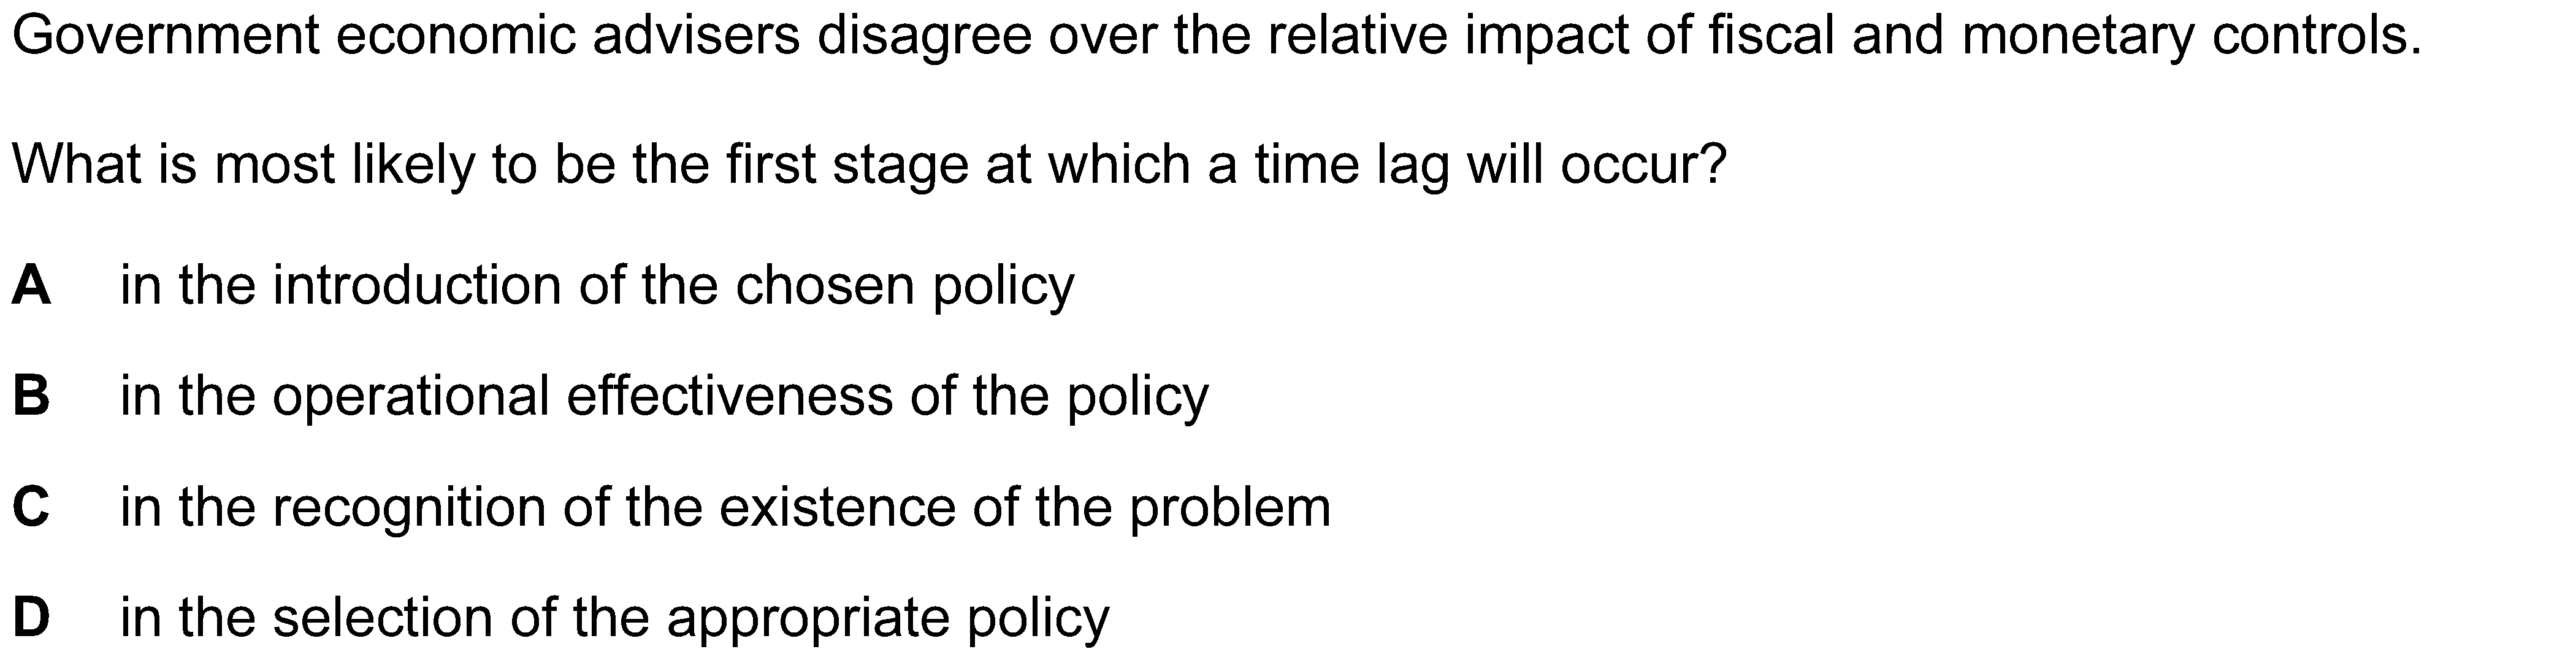 Government economic advisers disagree over the relative impact of fiscal and monetary controls.
What is most likely to be the first stage at which a time lag will occur?
A in the introduction of the chosen policy
B in the operational effectiveness of the policy
C in the recognition of the existence of the problem
D in the selection of the appropriate policy